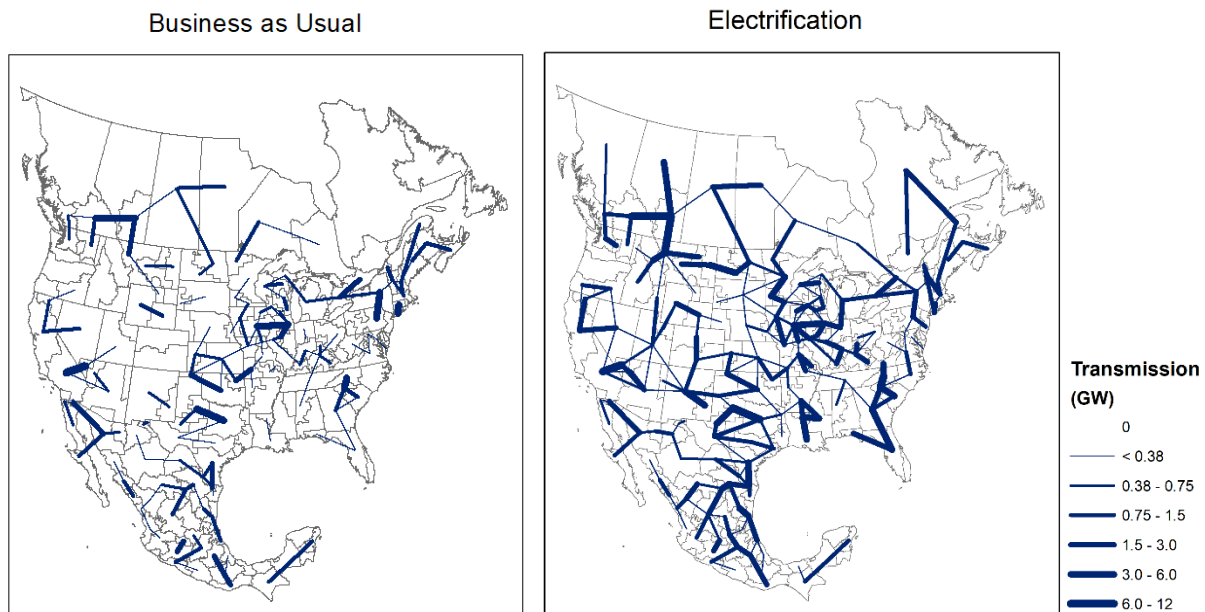 Business as Usual
Electrification
Transmission
(GW)
0
< 0.38
0.38 - 0.75
0.75 - 1.5
1.5 - 3.0
3.0 - 6.0
6.0 - 12